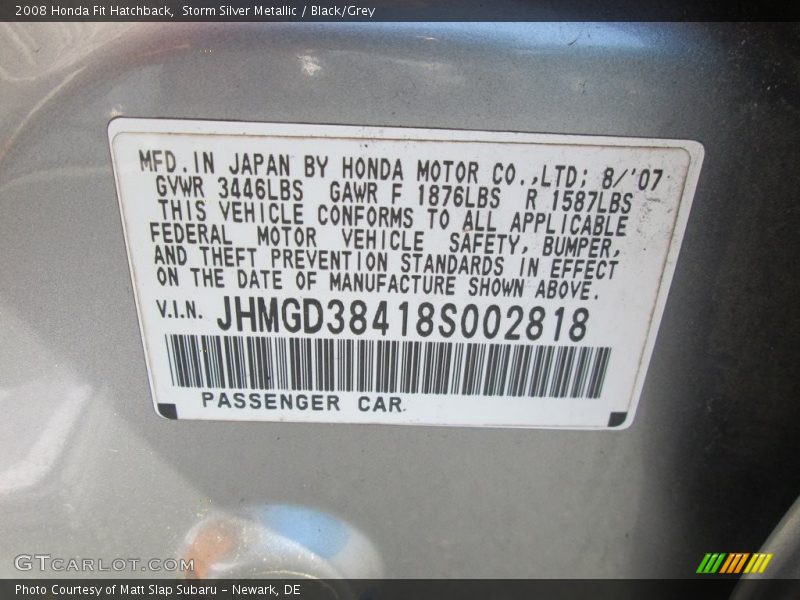 2008 Honda Fit Hatchback,  Storm Silver Metallic / Black/Grey
MFD. IN JAPAN BY HONDA MOTOR CO., LTD; 8/'07
GVWR 3446LBS  GAWR F 1876LBS  R 1587LBS
THIS VEHICLE CONFORMS TO ALL APPLICABLE
FEDERAL MOTOR VEHICLE SAFETY, BUMPER,
AND THEFT PREVENTION STANDARDS IN EFFECT
ON THE DATE OF MANUFACTURE SHOWN ABOVE.
V.I.N. JHMGD38418S002818
PASSENGER CAR
GTCARLOT.COM
Photo Courtesy of Matt Slap Subaru - Newark, DE